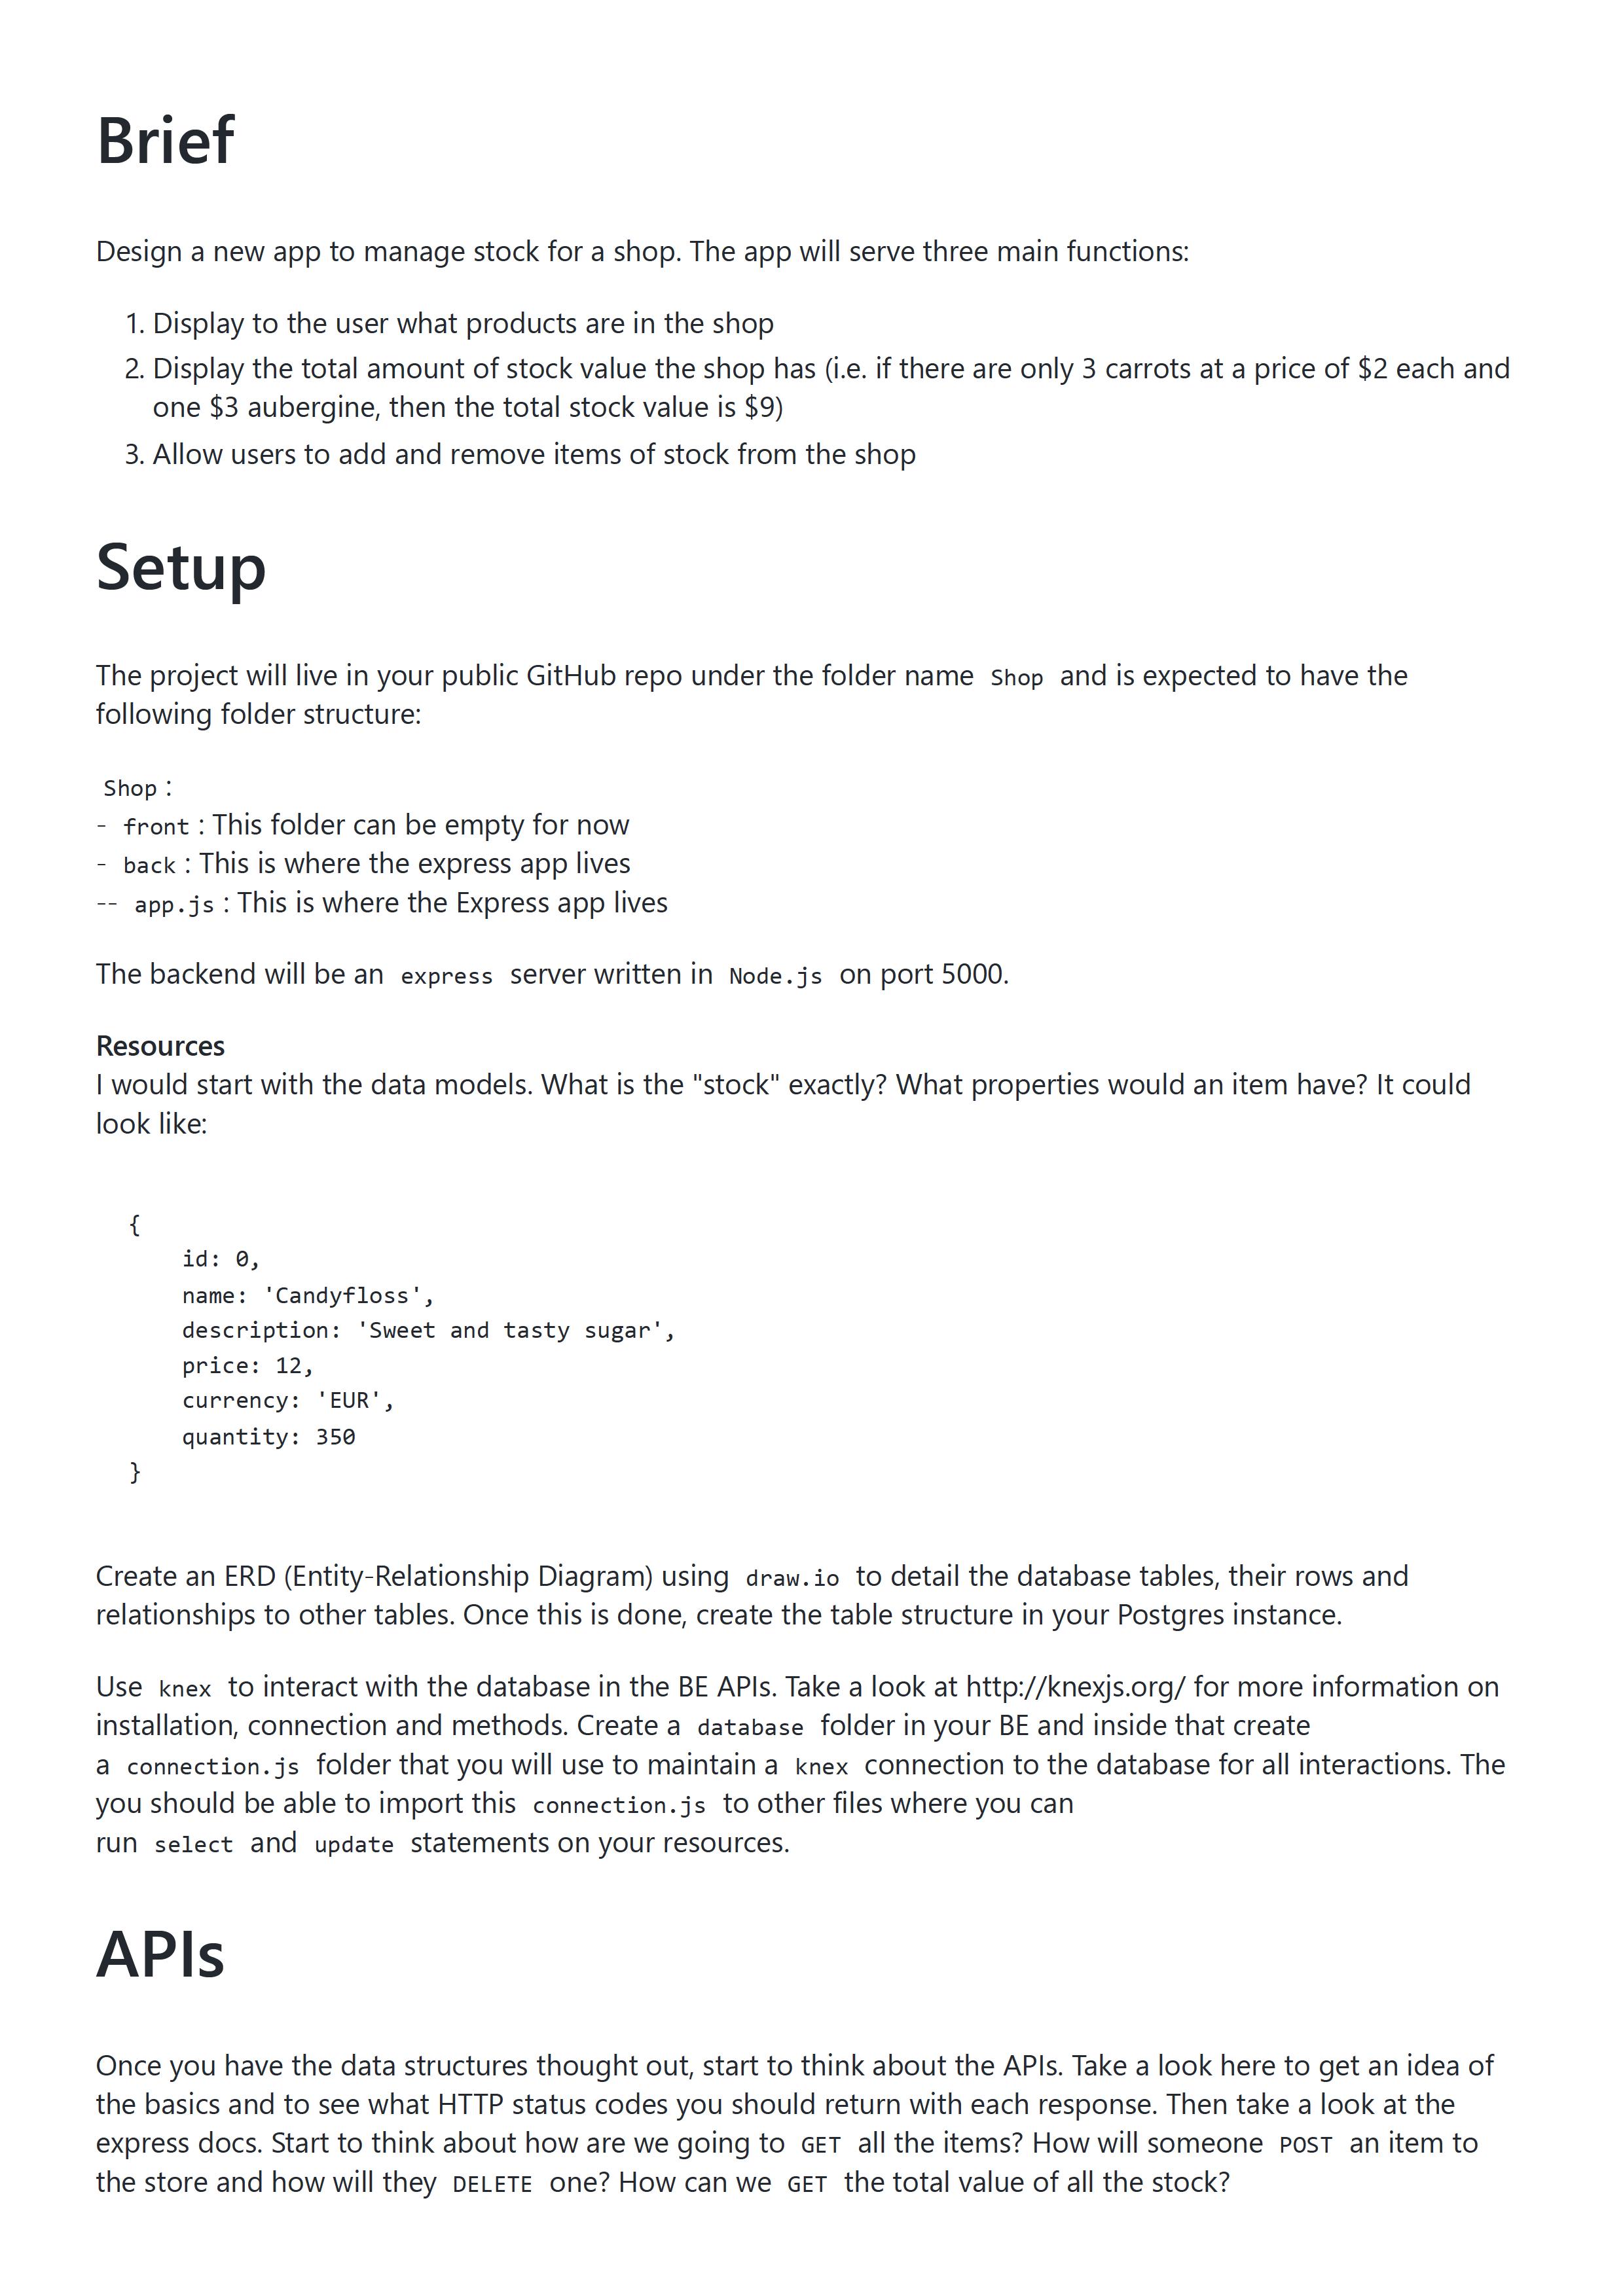 Brief
Design a new app to manage stock for a shop. The app will serve three main functions:
1. Display to the user what products are in the shop
2. Display the total amount of stock value the shop has (i.e. if there are only 3 carrots at a price of $2 each and
one $3 aubergine, then the total stock value is $9)
3. Allow users to add and remove items of stock from the shop
Setup
The project will live in your public GitHub repo under the folder name Shop and is expected to have the
following folder structure:
Shop :
- front : This folder can be empty for now
- back : This is where the express app lives
-- app.js : This is where the Express app lives
The backend will be an express server written in Node.js on port 5000.
Resources
I would start with the data models. What is the "stock" exactly? What properties would an item have? It could
look like:
{
id: 0,
name: 'Candyfloss',
description: 'Sweet and tasty sugar',
price: 12,
currency: 'EUR',
quantity: 350
}
Create an ERD (Entity-Relationship Diagram) using draw.io to detail the database tables, their rows and
relationships to other tables. Once this is done, create the table structure in your Postgres instance.
Use knex to interact with the database in the BE APIs. Take a look at http://knexjs.org/ for more information on
installation, connection and methods. Create a database folder in your BE and inside that create
a connection.js folder that you will use to maintain a knex connection to the database for all interactions. The
you should be able to import this connection.js to other files where you can
run select and update statements on your resources.
APIs
Once you have the data structures thought out, start to think about the APIs. Take a look here to get an idea of
the basics and to see what HTTP status codes you should return with each response. Then take a look at the
express docs. Start to think about how are we going to GET all the items? How will someone POST an item to
the store and how will they DELETE one? How can we GET the total value of all the stock?